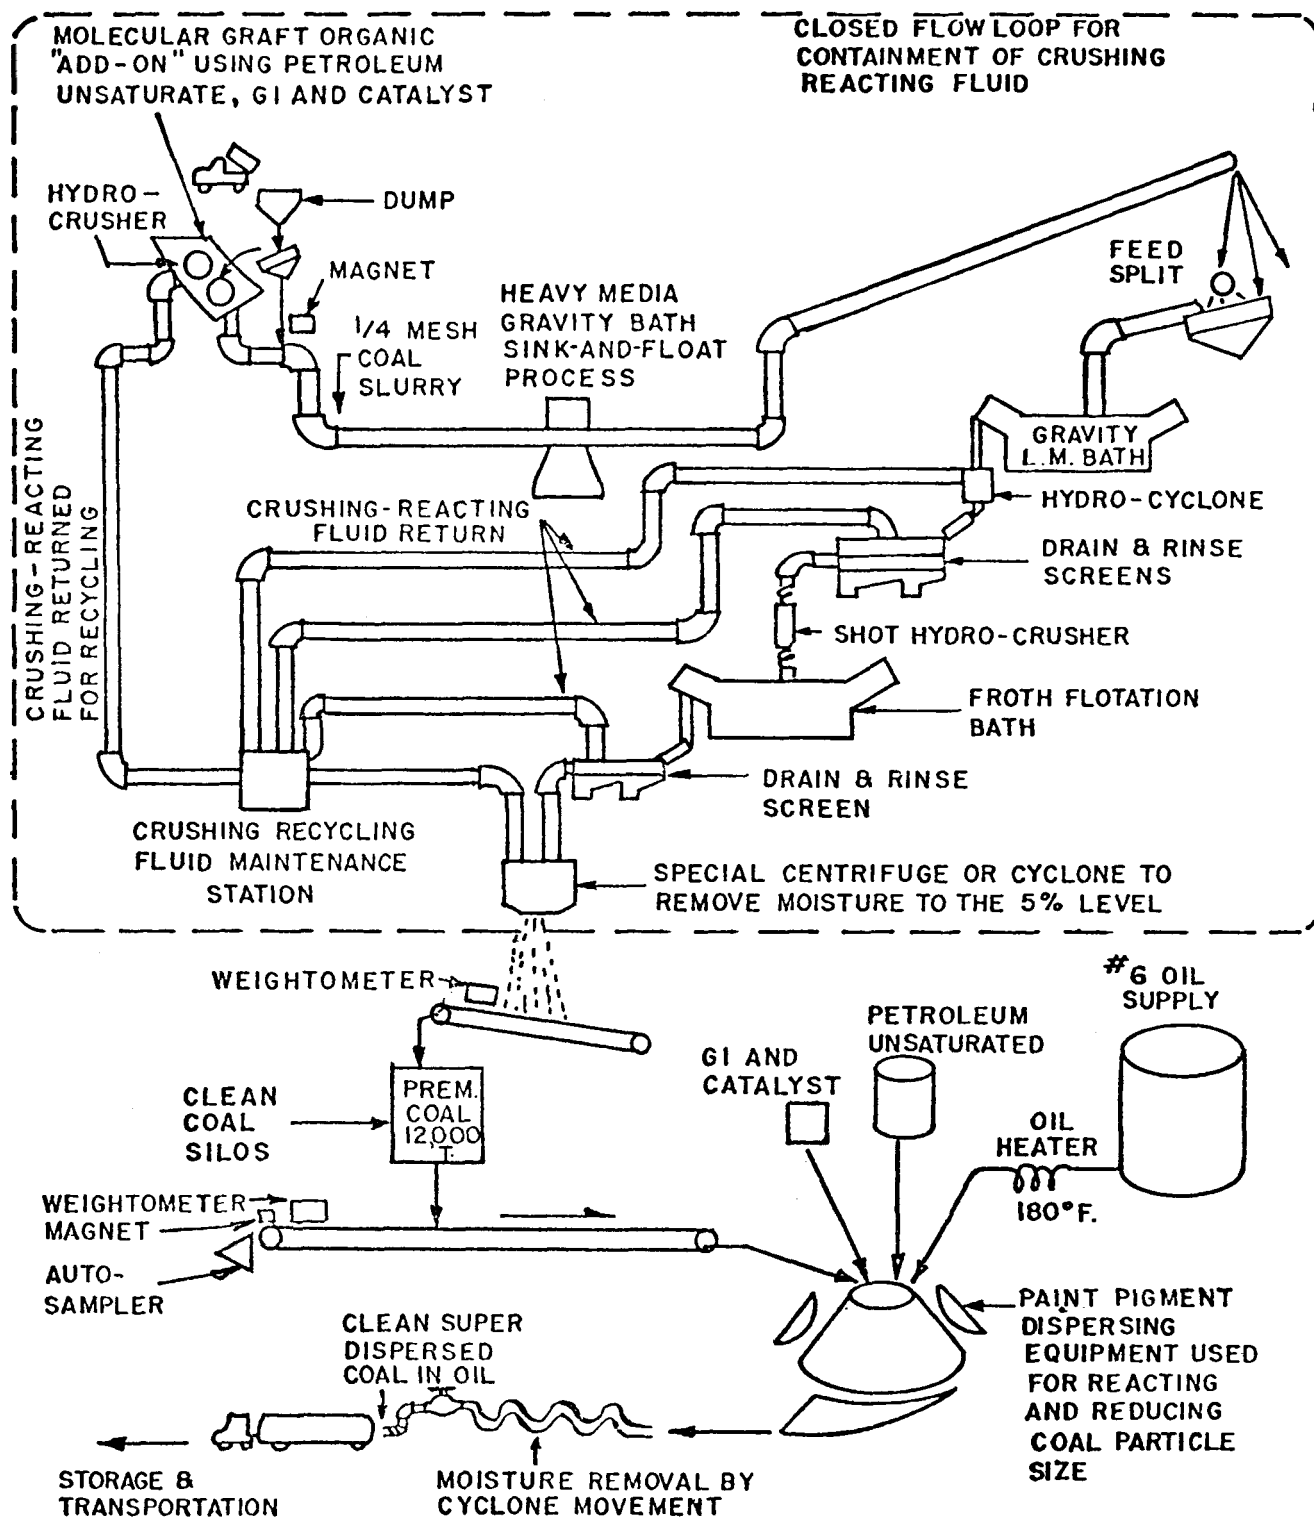 MOLECULAR GRAFT ORGANIC
"ADD-ON" USING PETROLEUM
UNSATURATE, GI AND CATALYST
CLOSED FLOW LOOP FOR
CONTAINMENT OF CRUSHING
REACTING FLUID
HYDRO-
CRUSHER
DUMP
MAGNET
1/4 MESH
COAL
SLURRY
HEAVY MEDIA
GRAVITY BATH
SINK-AND-FLOAT
PROCESS
FEED
SPLIT
GRAVITY
L.M. BATH
HYDRO-CYCLONE
CRUSHING-REACTING
FLUID RETURN
DRAIN & RINSE
SCREENS
CRUSHING-REACTING
FLUID RETURNED
FOR RECYCLING
SHOT HYDRO-CRUSHER
FROTH FLOTATION
BATH
DRAIN & RINSE
SCREEN
CRUSHING RECYCLING
FLUID MAINTENANCE
STATION
SPECIAL CENTRIFUGE OR CYCLONE TO
REMOVE MOISTURE TO THE 5% LEVEL
WEIGHTOMETER
#6 OIL
SUPPLY
PETROLEUM
UNSATURATED
GI AND
CATALYST
CLEAN
COAL
SILOS
PREM.
COAL
12,000
T.
OIL
HEATER
180°F.
WEIGHTOMETER
MAGNET
AUTO-
SAMPLER
PAINT PIGMENT
DISPERSING
EQUIPMENT USED
FOR REACTING
AND REDUCING
COAL PARTICLE
SIZE
CLEAN SUPER
DISPERSED
COAL IN OIL
STORAGE &
TRANSPORTATION
MOISTURE REMOVAL BY
CYCLONE MOVEMENT